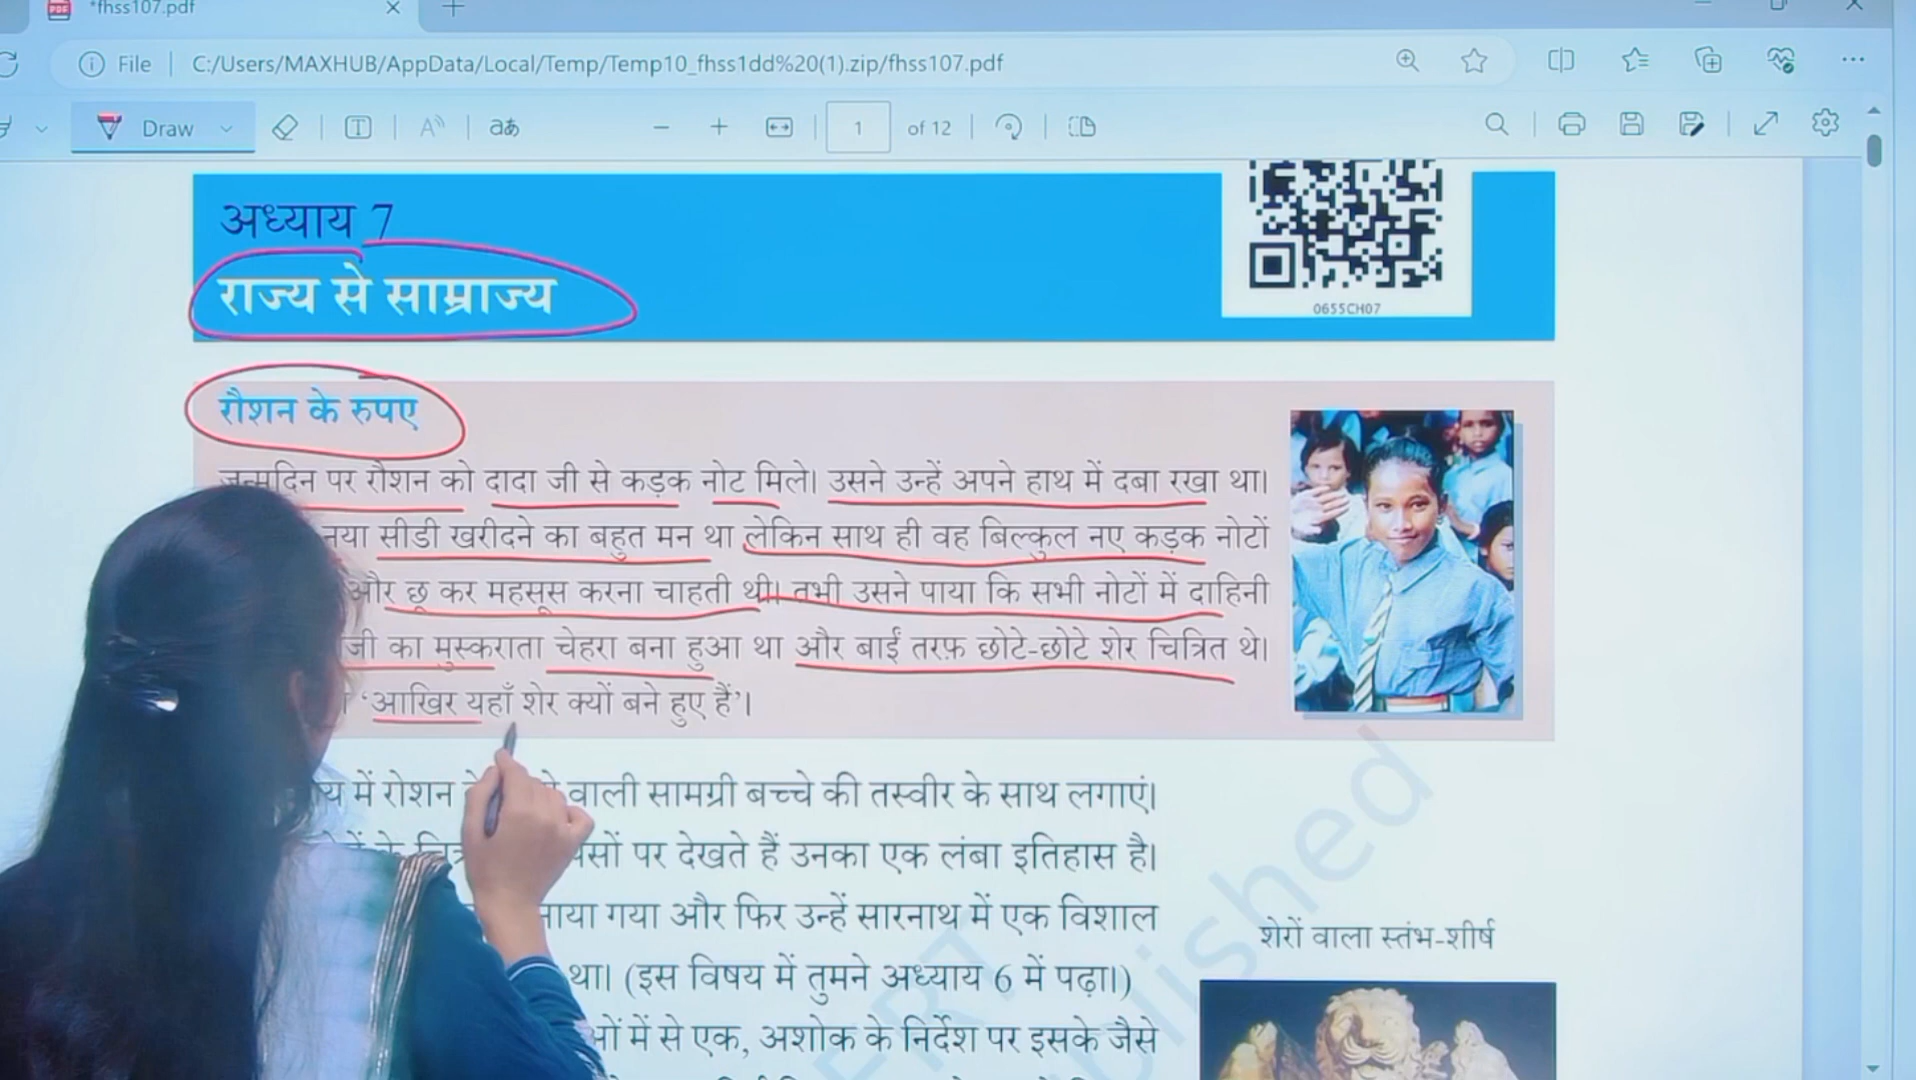 *fhss107.pdf
File C:/Users/MAXHUB/AppData/Local/Temp/Temp10_fhss1dd%20(1).zip/fhss107.pdf
Draw 1 of 12
अध्याय 7
राज्य से साम्राज्य
0655CH07
रौशन के रुपए
जन्मदिन पर रौशन को दादा जी से कड़क नोट मिले। उसने उन्हें अपने हाथ में दबा रखा था।
नया सीडी खरीदने का बहुत मन था लेकिन साथ ही वह बिल्कुल नए कड़क नोटों
और छू कर महसूस करना चाहती थी। तभी उसने पाया कि सभी नोटों में दाहिनी
जी का मुस्कराता चेहरा बना हुआ था और बाईं तरफ़ छोटे-छोटे शेर चित्रित थे।
‘आखिर यहाँ शेर क्यों बने हुए हैं’।
में रोशन वाली सामग्री बच्चे की तस्वीर के साथ लगाएं।
पर देखते हैं उनका एक लंबा इतिहास है।
गया और फिर उन्हें सारनाथ में एक विशाल
था। (इस विषय में तुमने अध्याय 6 में पढ़ा।)
में से एक, अशोक के निर्देश पर इसके जैसे
शेरों वाला स्तंभ-शीर्ष